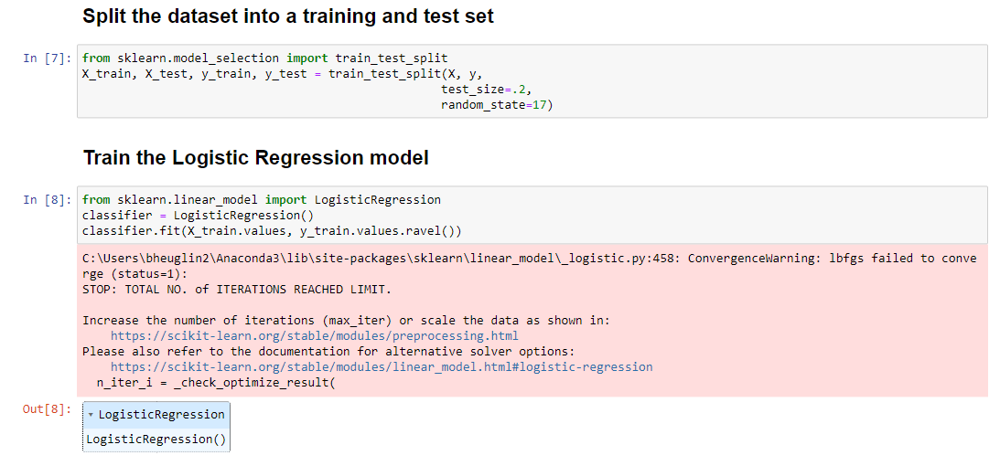 Split the dataset into a training and test set
In [7]: from sklearn.model_selection import train_test_split
X_train, X_test, y_train, y_test = train_test_split(X, y,
test_size=.2,
random_state=17)
Train the Logistic Regression model
In [8]: from sklearn.linear_model import LogisticRegression
classifier = LogisticRegression()
classifier.fit(X_train.values, y_train.values.ravel())
C:\Users\bheuglin2\Anaconda3\lib\site-packages\sklearn\linear_model\_logistic.py:458: ConvergenceWarning: lbfgs failed to conve
rge (status=1):
STOP: TOTAL NO. of ITERATIONS REACHED LIMIT.
Increase the number of iterations (max_iter) or scale the data as shown in:
https://scikit-learn.org/stable/modules/preprocessing.html
Please also refer to the documentation for alternative solver options:
https://scikit-learn.org/stable/modules/linear_model.html#logistic-regression
n_iter_i = _check_optimize_result(
Out[8]: ▾ LogisticRegression
LogisticRegression()